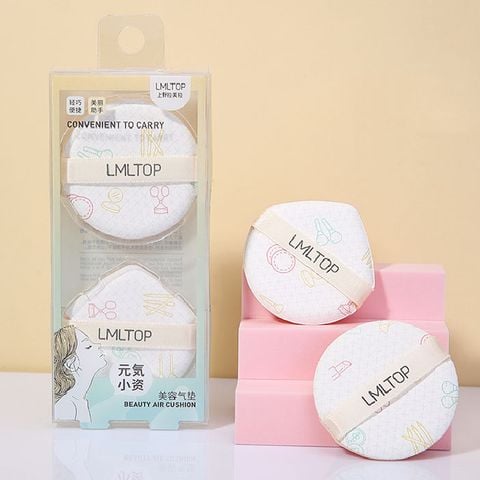 LMLTOP
上野拉美拉
轻巧
便捷
美丽
助手
CONVENIENT TO CARRY
LMLTOP
LMLTOP
元気
小资
美容气垫
BEAUTY AIR CUSHION
LMLTOP
LMLTOP